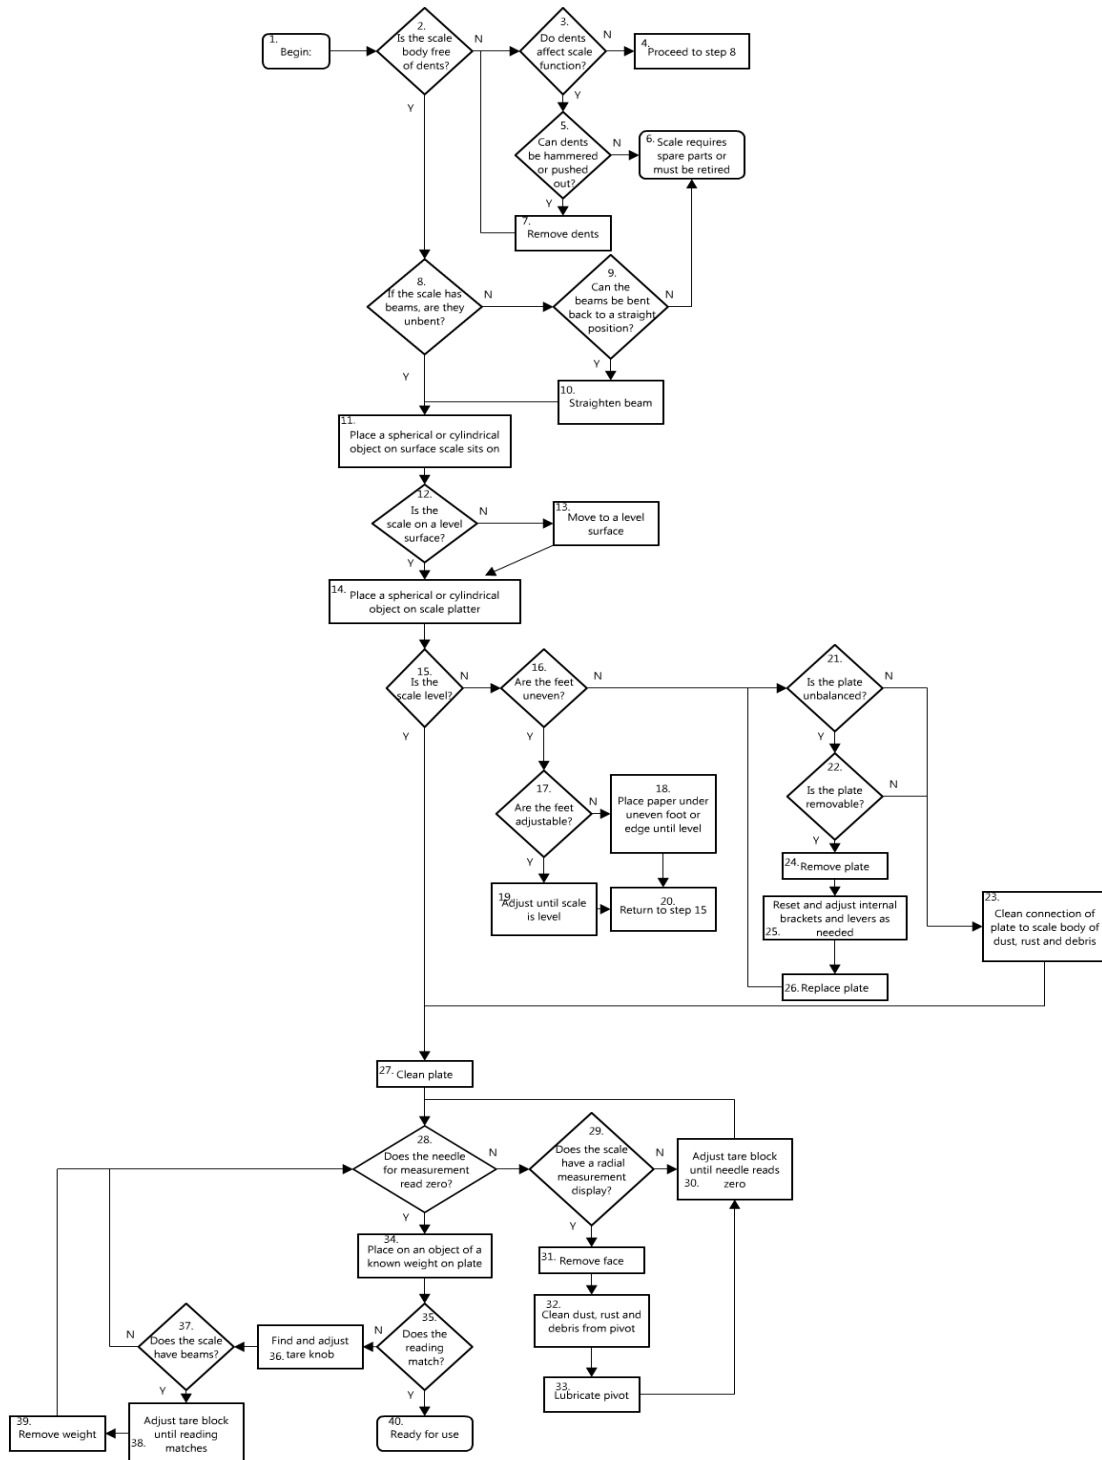 1.
Begin:
2.
Is the scale
body free
of dents?
N
Y
3.
Do dents
affect scale
function?
N
Y
4.
Proceed to step 8
5.
Can dents
be hammered
or pushed
out?
N
Y
6. Scale requires
spare parts or
must be retired
7.
Remove dents
8.
If the scale has
beams, are they
unbent?
N
Y
9.
Can the
beams be bent
back to a straight
position?
N
Y
10.
Straighten beam
11.
Place a spherical or cylindrical
object on surface scale sits on
12.
Is the
scale on a level
surface?
N
Y
13.
Move to a level
surface
14. Place a spherical or cylindrical
object on scale platter
15.
Is the
scale level?
N
Y
16.
Are the feet
uneven?
N
Y
17.
Are the feet
adjustable?
N
Y
18.
Place paper under
uneven foot or
edge until level
19. Adjust until scale
is level
20.
Return to step 15
21.
Is the plate
unbalanced?
N
Y
22.
Is the plate
removable?
N
Y
23.
Clean connection of
plate to scale body of
dust, rust and debris
24. Remove plate
Reset and adjust internal
brackets and levers as
25. needed
26. Replace plate
27. Clean plate
28.
Does the needle
for measurement
read zero?
N
Y
29.
Does the scale
have a radial
measurement
display?
N
Y
Adjust tare block
until needle reads
30. zero
31. Remove face
32.
Clean dust, rust and
debris from pivot
33.
Lubricate pivot
34.
Place on an object of a
known weight on plate
35.
Does the
reading
match?
N
Y
Find and adjust
36. tare knob
37.
Does the scale
have beams?
N
Y
Adjust tare block
until reading
38. matches
39.
Remove weight
40.
Ready for use